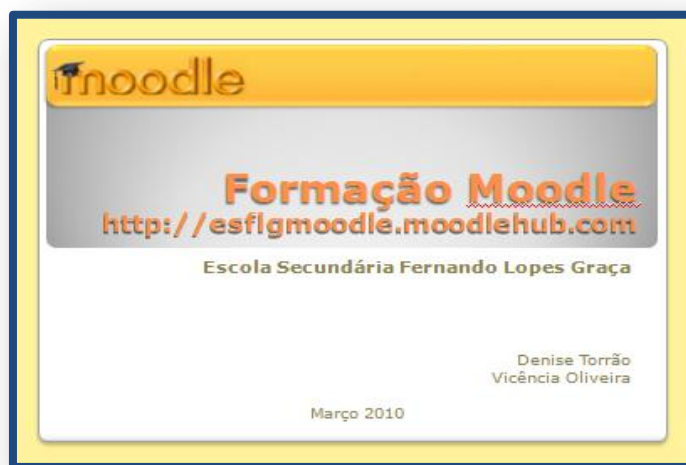 moodle
Formação Moodle
http://esflgmoodle.moodlehub.com
Escola Secundária Fernando Lopes Graça
Denise Torrão
Vicência Oliveira
Março 2010